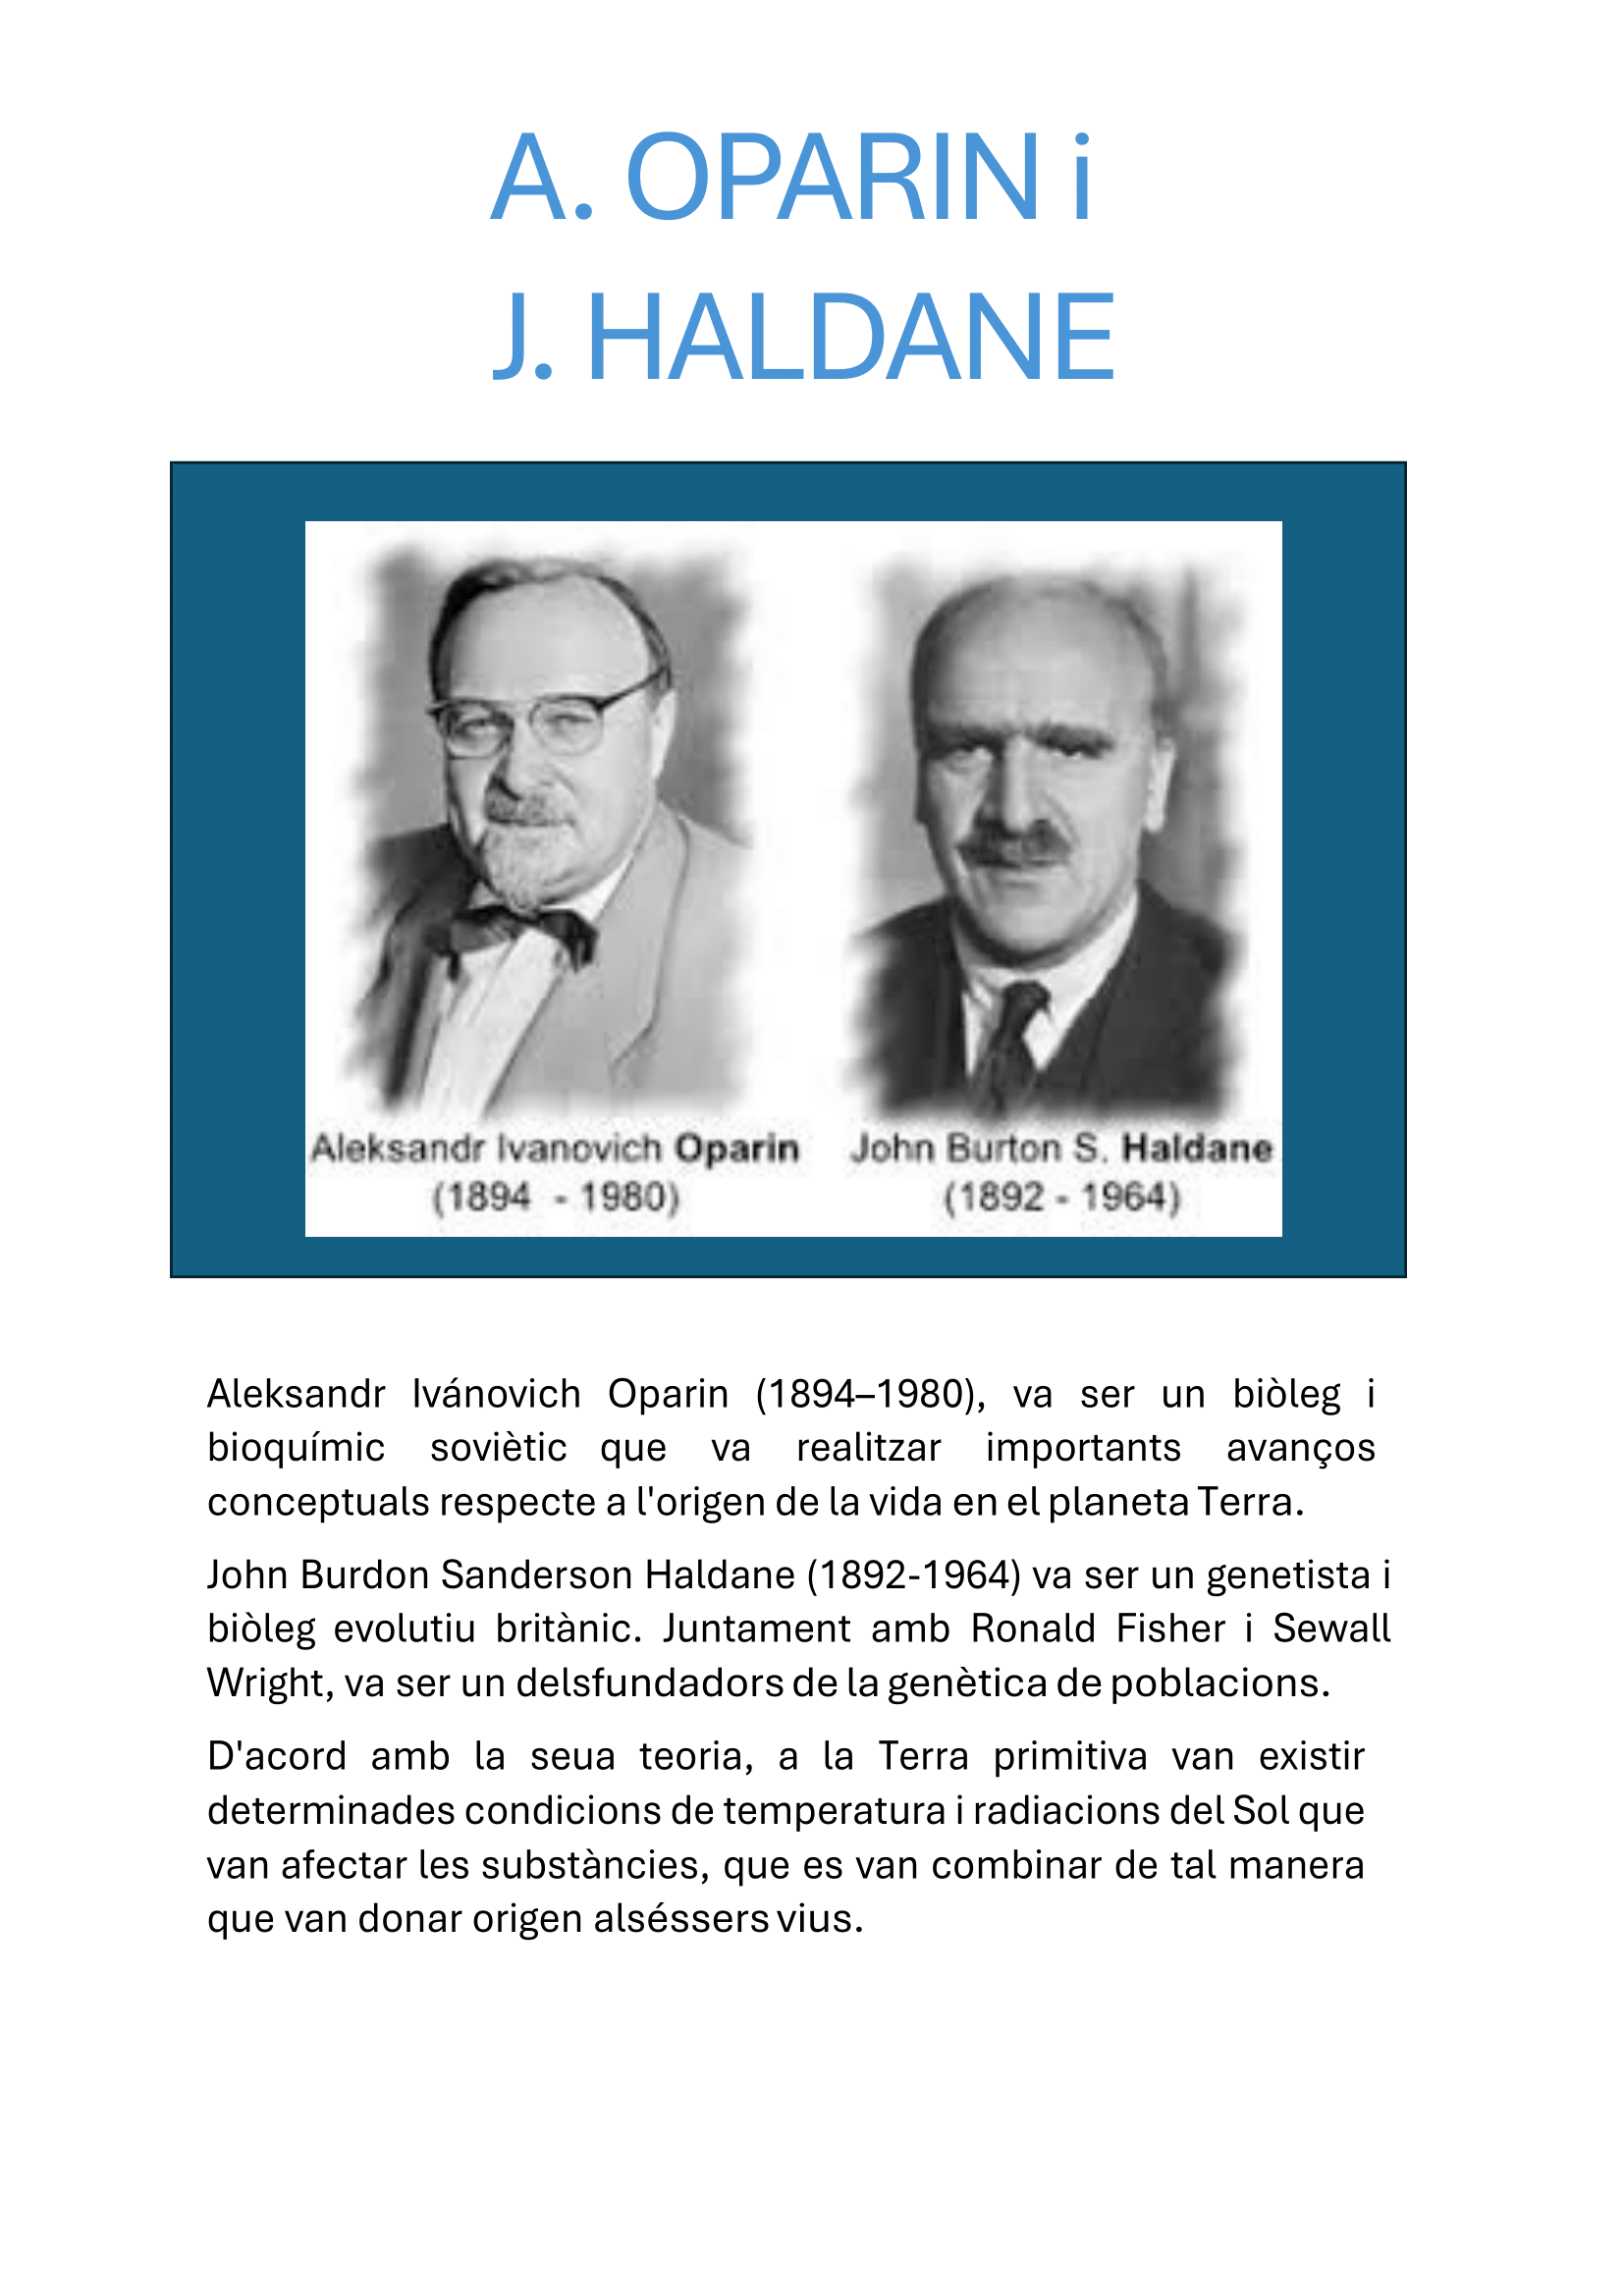 A. OPARIN i
J. HALDANE
Aleksandr Ivanovich Oparin
(1894 - 1980)
John Burton S. Haldane
(1892 - 1964)
Aleksandr Ivánovich Oparin (1894–1980), va ser un biòleg i
bioquímic soviètic que va realitzar importants avanços
conceptuals respecte a l'origen de la vida en el planeta Terra.
John Burdon Sanderson Haldane (1892-1964) va ser un genetista i
biòleg evolutiu britànic. Juntament amb Ronald Fisher i Sewall
Wright, va ser un delsfundadors de la genètica de poblacions.
D'acord amb la seua teoria, a la Terra primitiva van existir
determinades condicions de temperatura i radiacions del Sol que
van afectar les substàncies, que es van combinar de tal manera
que van donar origen alséssers vius.